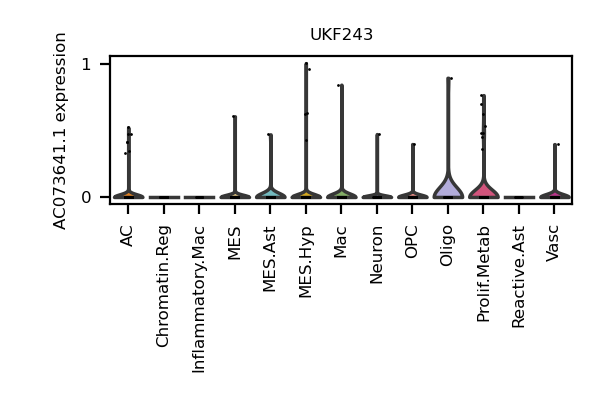 UKF243
AC073641.1 expression
1
0
AC
Chromatin.Reg
Inflammatory.Mac
MES
MES.Ast
MES.Hyp
Mac
Neuron
OPC
Oligo
Prolif.Metab
Reactive.Ast
Vasc